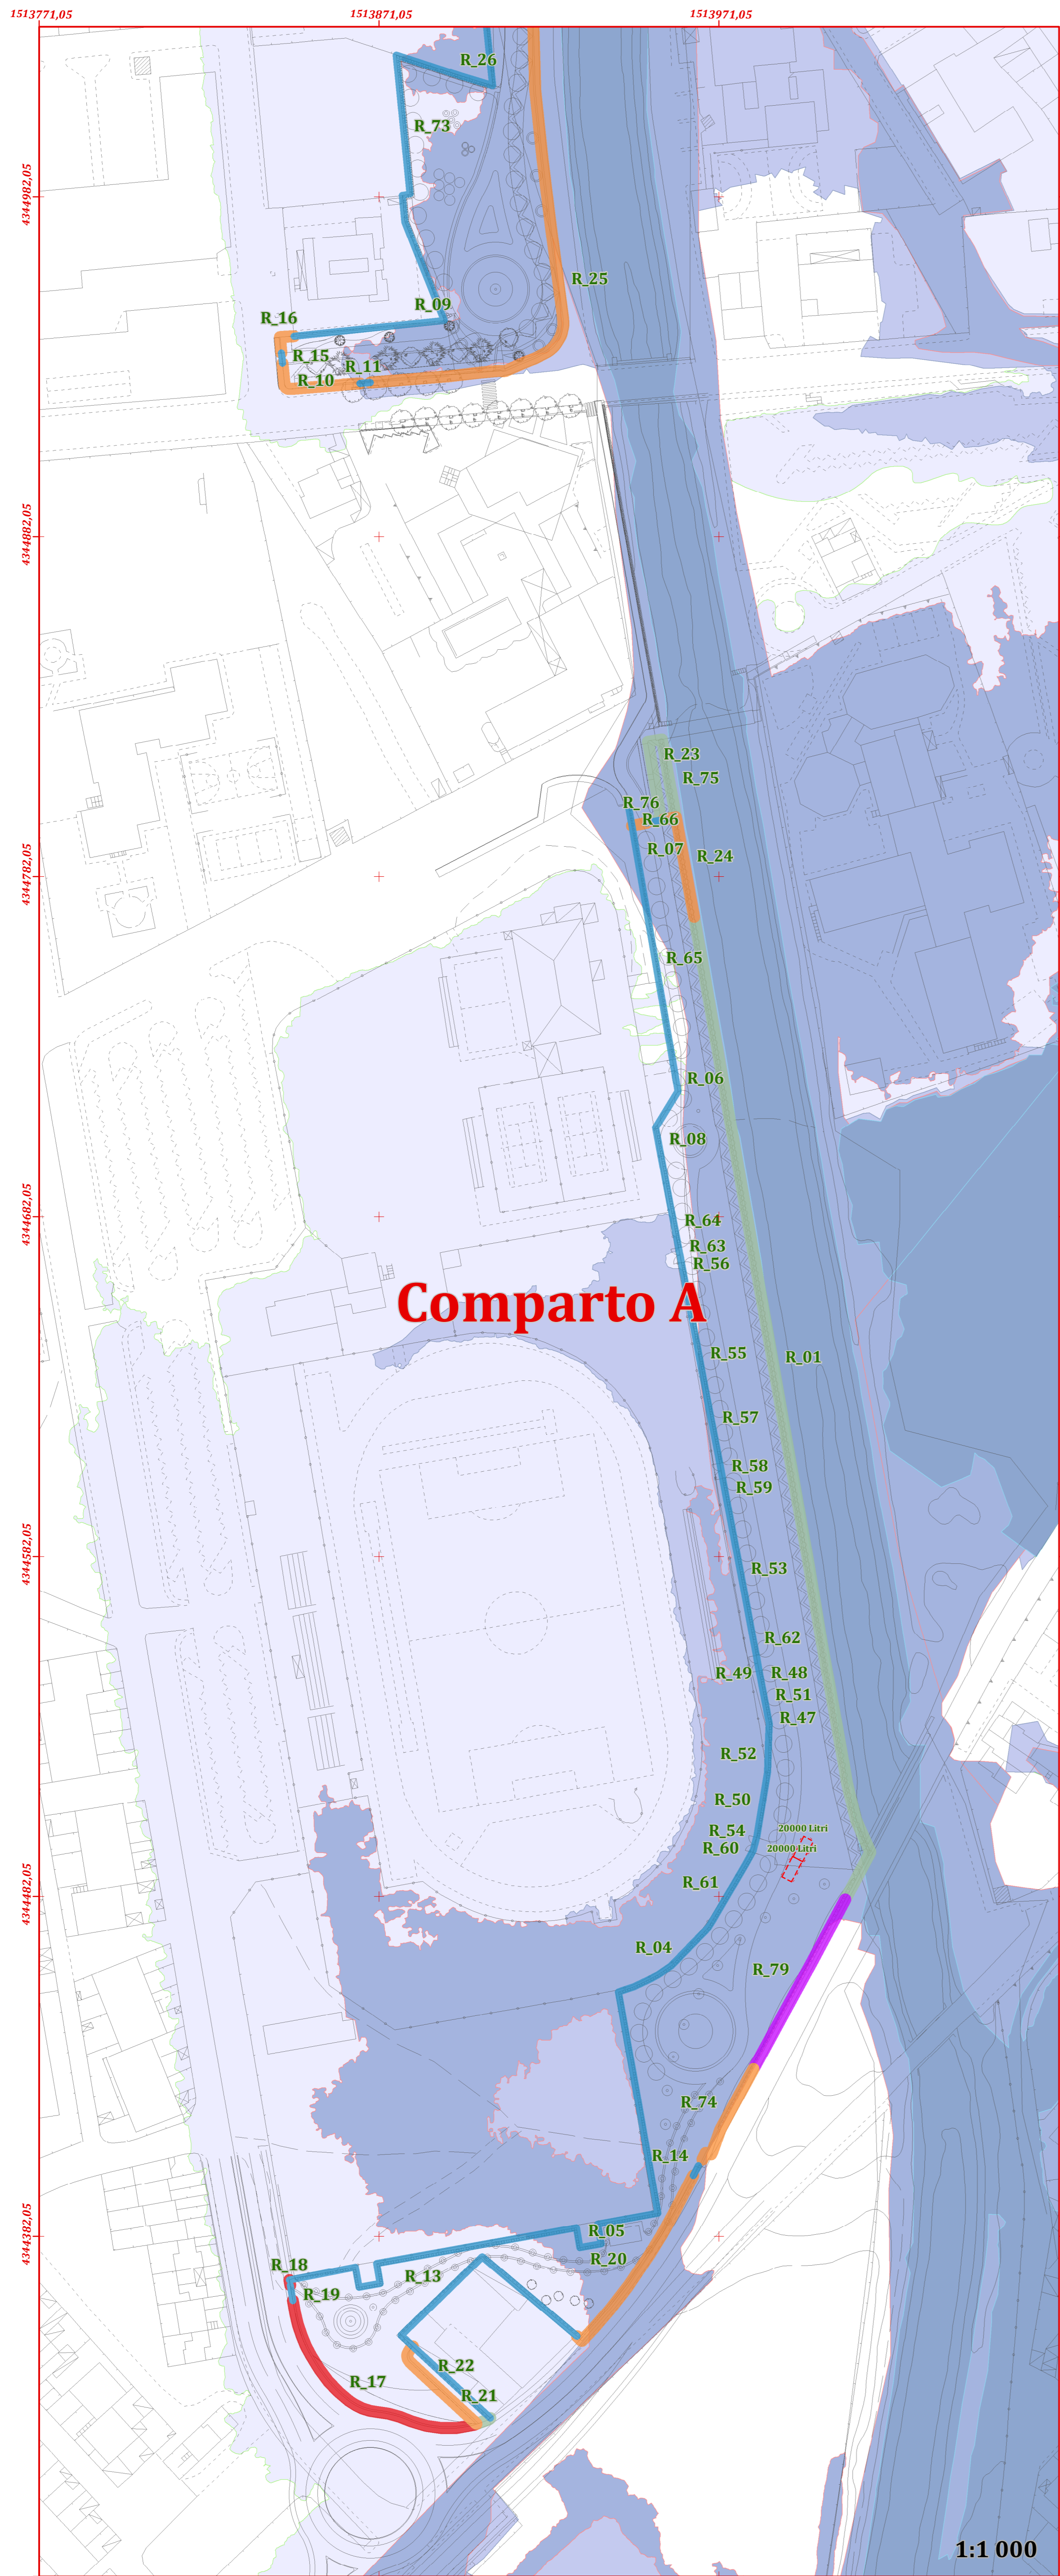 1513771,05
1513871,05
1513971,05
R_26
R_73
4344982,05
R_25
R_09
R_16
R_15
R_11
R_10
4344882,05
R_23
R_75
R_76
R_66
R_07
R_24
4344782,05
R_65
R_06
R_08
4344682,05
R_64
R_63
R_56
Comparto A
R_55
R_01
R_57
R_58
R_59
4344582,05
R_53
R_62
R_49
R_48
R_51
R_47
R_52
R_50
20000 Litri
R_54
20000 Litri
R_60
R_61
4344482,05
R_04
R_79
R_74
R_14
4344382,05
R_05
R_20
R_18
R_13
R_19
R_22
R_17
R_21
1:1 000